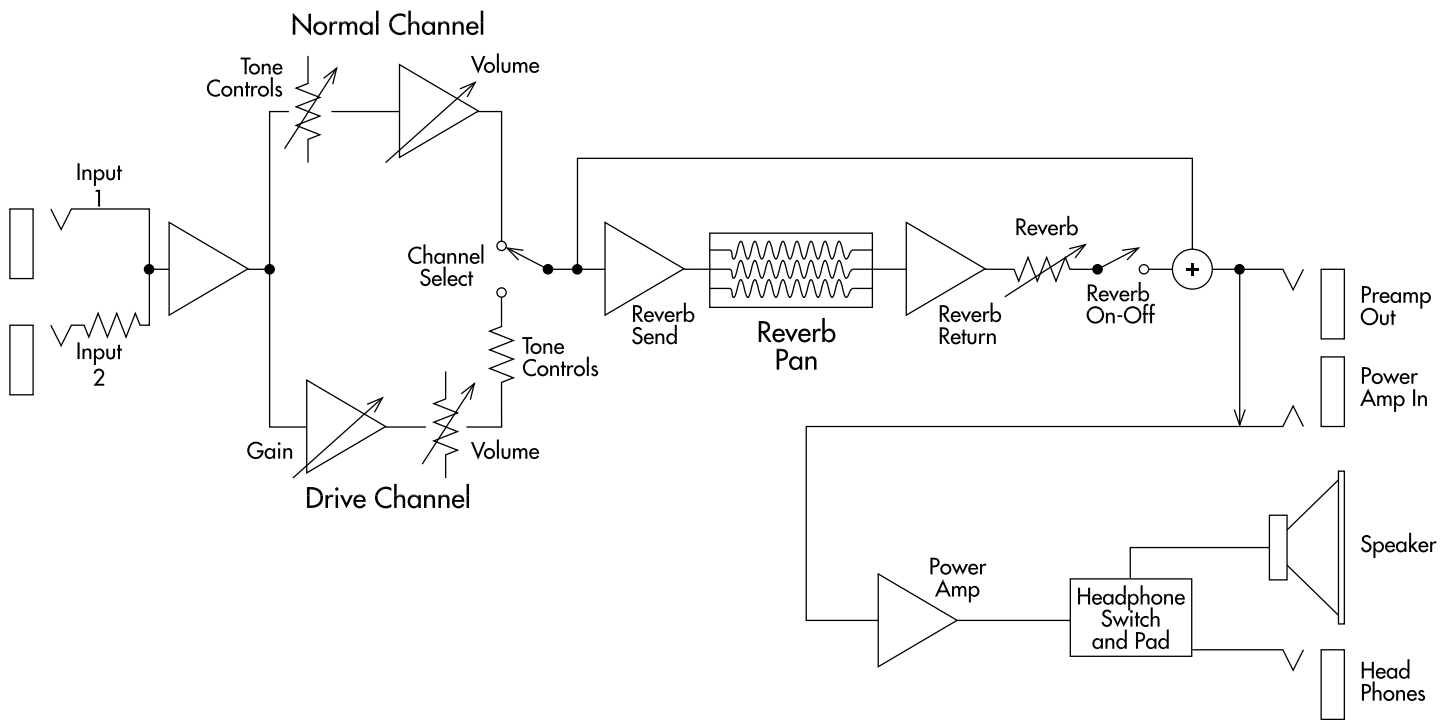 Normal Channel
Tone
Controls
Volume
Input
1
Input
2
Channel
Select
Tone
Controls
Gain
Volume
Drive Channel
Reverb
Send
Reverb
Pan
Reverb
Return
Reverb
Reverb
On-Off
+
Preamp
Out
Power
Amp In
Power
Amp
Headphone
Switch
and Pad
Speaker
Head
Phones